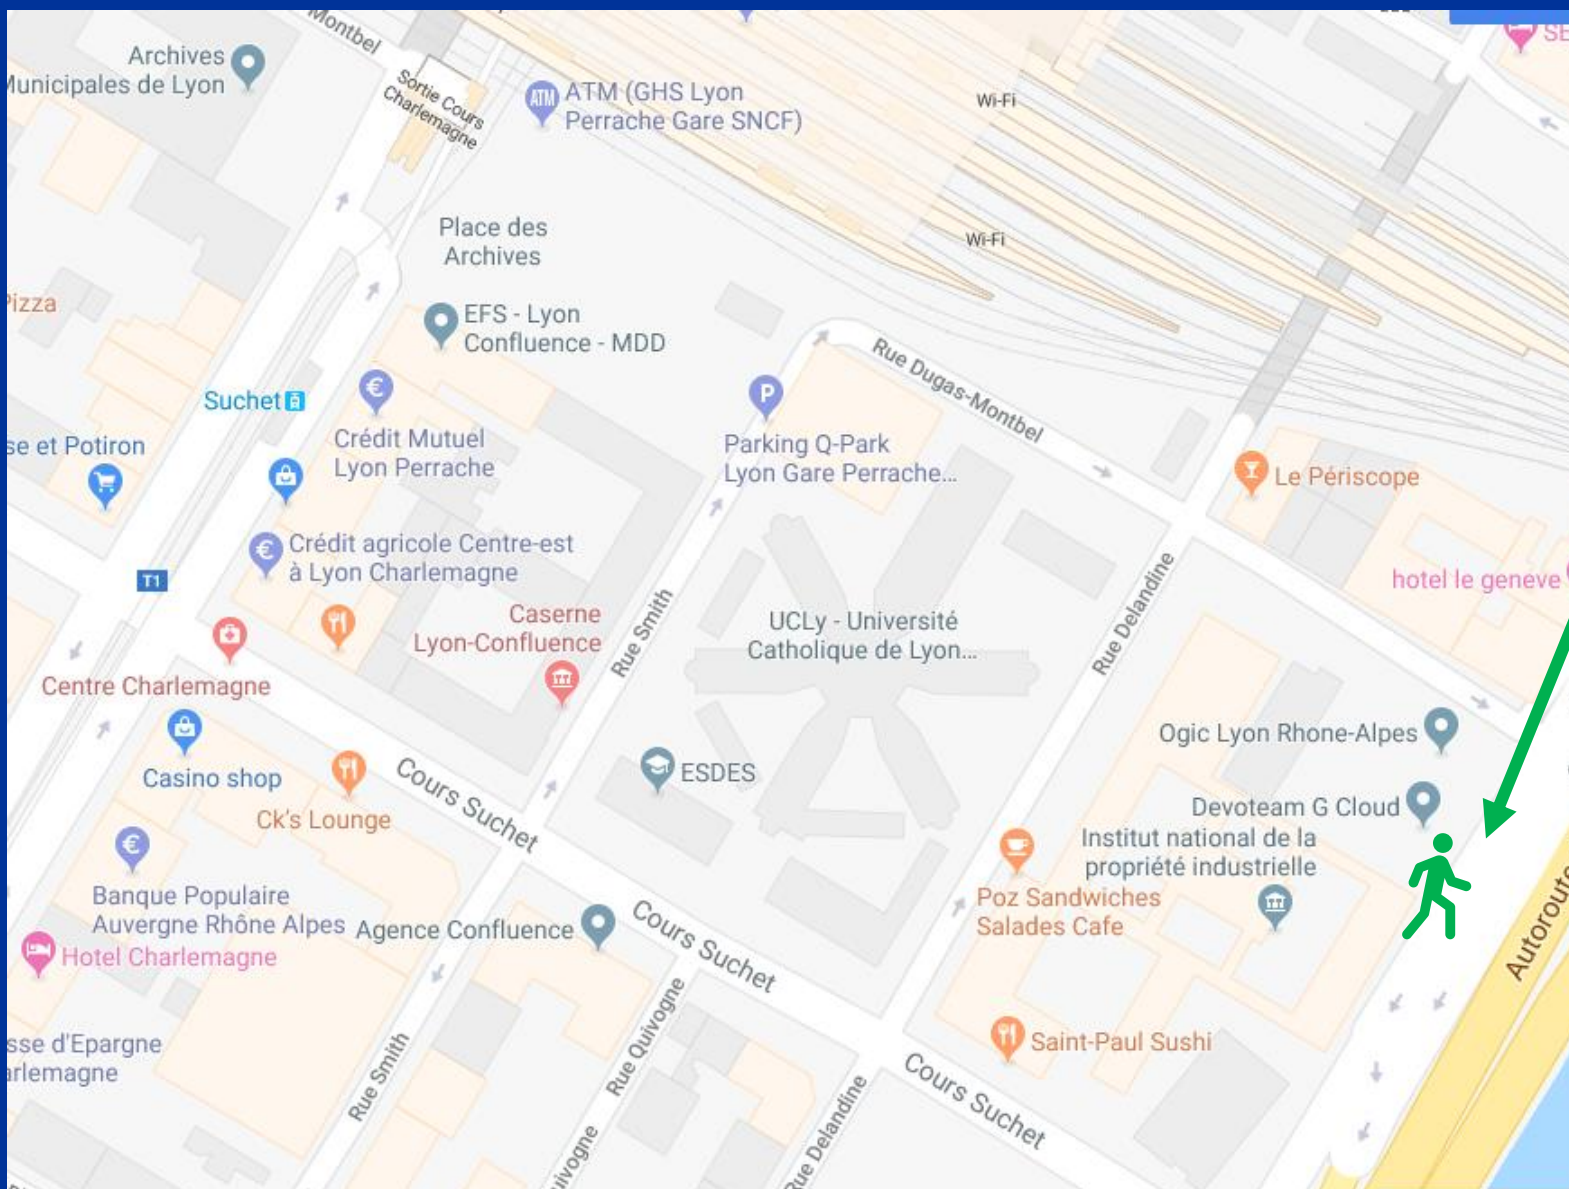 Montbel
Archives
Municipales de Lyon
Sortie Cours
Charlemagne
ATM
ATM (GHS Lyon
Perrache Gare SNCF)
Wi-Fi
SE
Place des
Archives
Wi-Fi
Pizza
EFS - Lyon
Confluence - MDD
Rue Dugas-Montbel
Suchet
€
P
se et Potiron
Crédit Mutuel
Lyon Perrache
Parking Q-Park
Lyon Gare Perrache...
Le Périscope
€
Crédit agricole Centre-est
à Lyon Charlemagne
T1
hotel le geneve
Caserne
Lyon-Confluence
Rue Smith
UCLy - Université
Catholique de Lyon...
Rue Delandine
Centre Charlemagne
Ogic Lyon Rhone-Alpes
Casino shop
Ck's Lounge
Cours Suchet
ESDES
Devoteam G Cloud
Institut national de la
propriété industrielle
€
Banque Populaire
Auvergne Rhône Alpes
Agence Confluence
Poz Sandwiches
Salades Cafe
Hotel Charlemagne
Cours Suchet
Autoroute
sse d'Epargne
arlemagne
Rue Smith
Rue Quivogne
Saint-Paul Sushi
Cours Suchet
Rue Delandine
uivogne